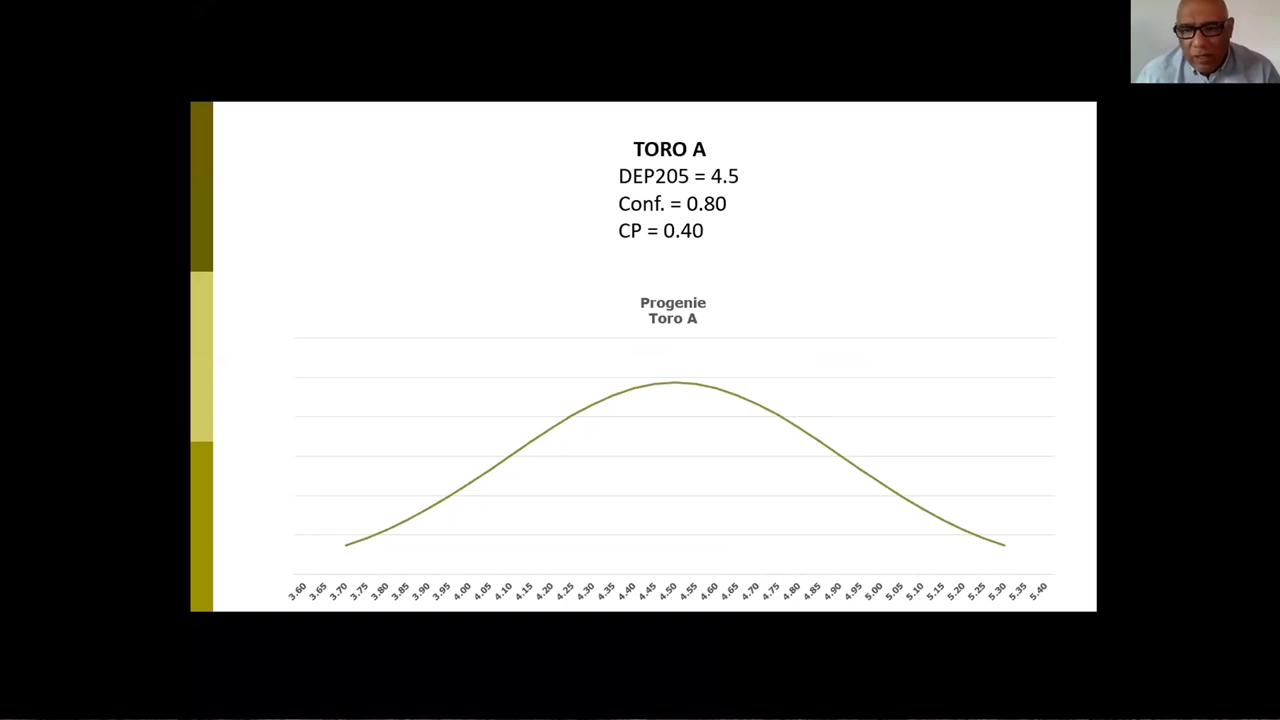 TORO A
DEP205 = 4.5
Conf. = 0.80
CP = 0.40
Progenie
Toro A
3.60 3.65 3.70 3.75 3.80 3.85 3.90 3.95 4.00 4.05 4.10 4.15 4.20 4.25 4.30 4.35 4.40 4.45 4.50 4.55 4.60 4.65 4.70 4.75 4.80 4.85 4.90 4.95 5.00 5.05 5.10 5.15 5.20 5.25 5.30 5.35 5.40